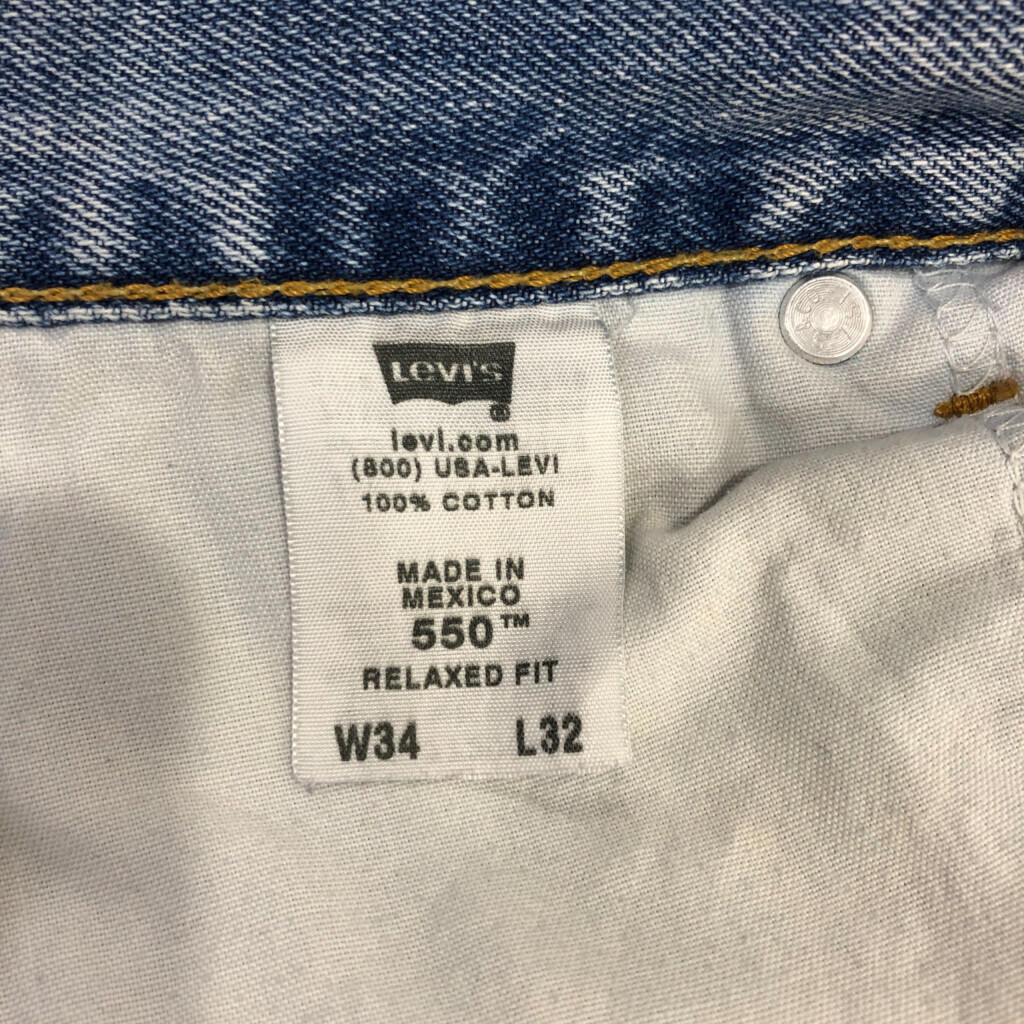 Levi's
®
levi.com
(800) USA-LEVI
100% COTTON
MADE IN
MEXICO
550™
RELAXED FIT
W34 L32